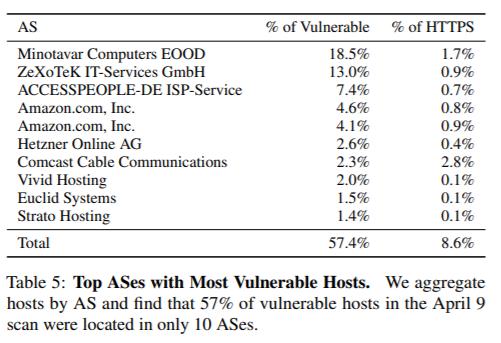 AS % of Vulnerable % of HTTPS
Minotavar Computers EOOD 18.5% 1.7%
ZeXoTeK IT-Services GmbH 13.0% 0.9%
ACCESSPEOPLE-DE ISP-Service 7.4% 0.7%
Amazon.com, Inc. 4.6% 0.8%
Amazon.com, Inc. 4.1% 0.9%
Hetzner Online AG 2.6% 0.4%
Comcast Cable Communications 2.3% 2.8%
Vivid Hosting 2.0% 0.1%
Euclid Systems 1.5% 0.1%
Strato Hosting 1.4% 0.1%
Total 57.4% 8.6%
Table 5: Top ASes with Most Vulnerable Hosts. We aggregate
hosts by AS and find that 57% of vulnerable hosts in the April 9
scan were located in only 10 ASes.